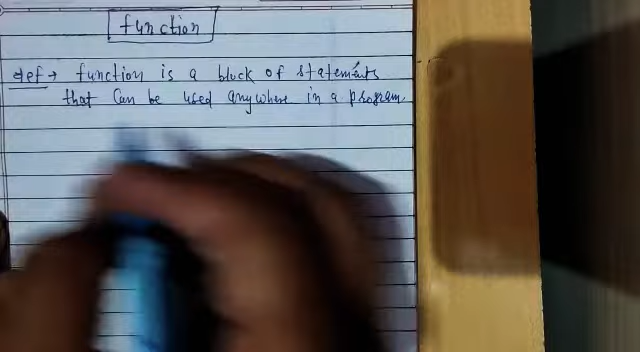 function
def → function is a block of statements
that can be used anywhere in a program.